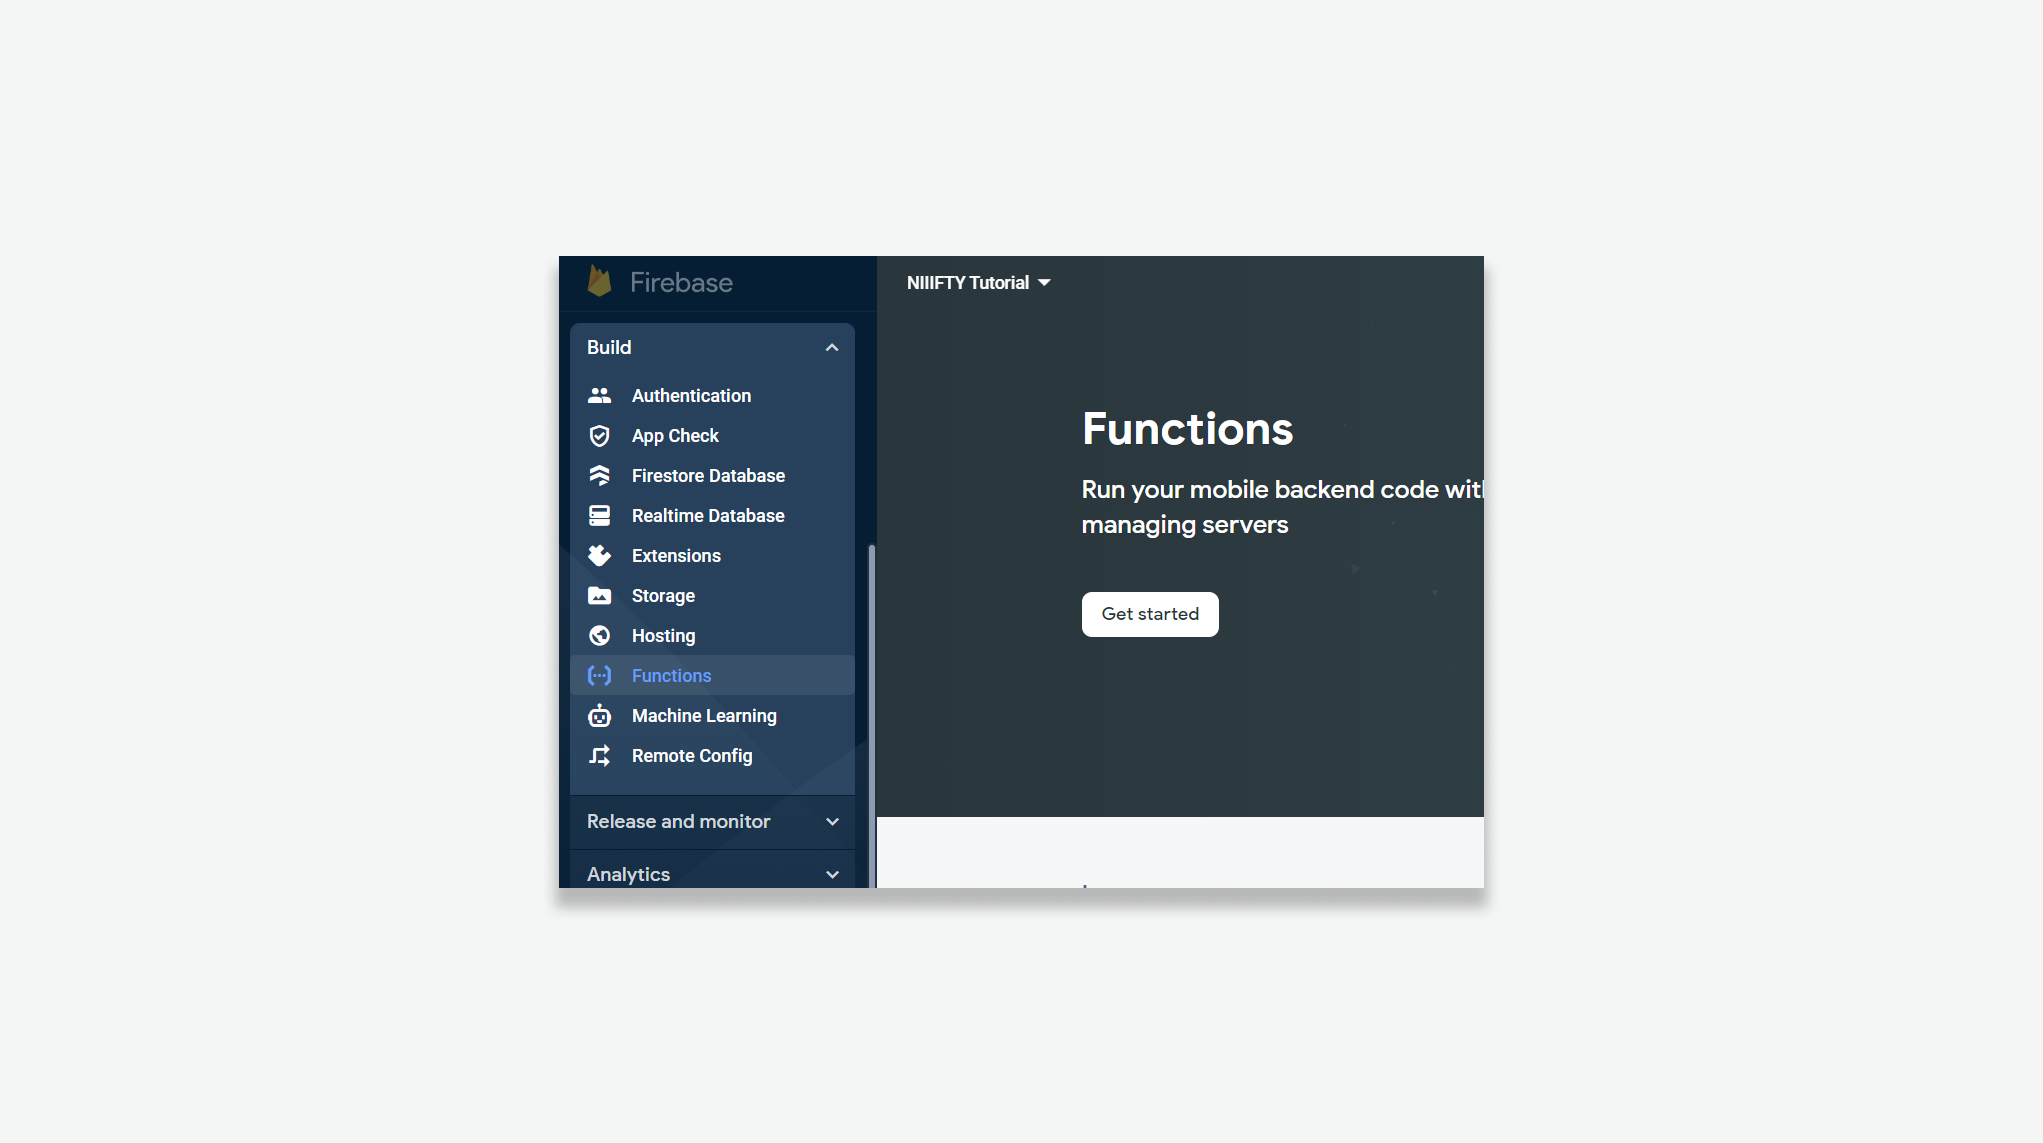 Firebase
Build
Authentication
App Check
Firestore Database
Realtime Database
Extensions
Storage
Hosting
Functions
Machine Learning
Remote Config
Release and monitor
Analytics
NIIIFTY Tutorial
Functions
Run your mobile backend code wit
managing servers
Get started